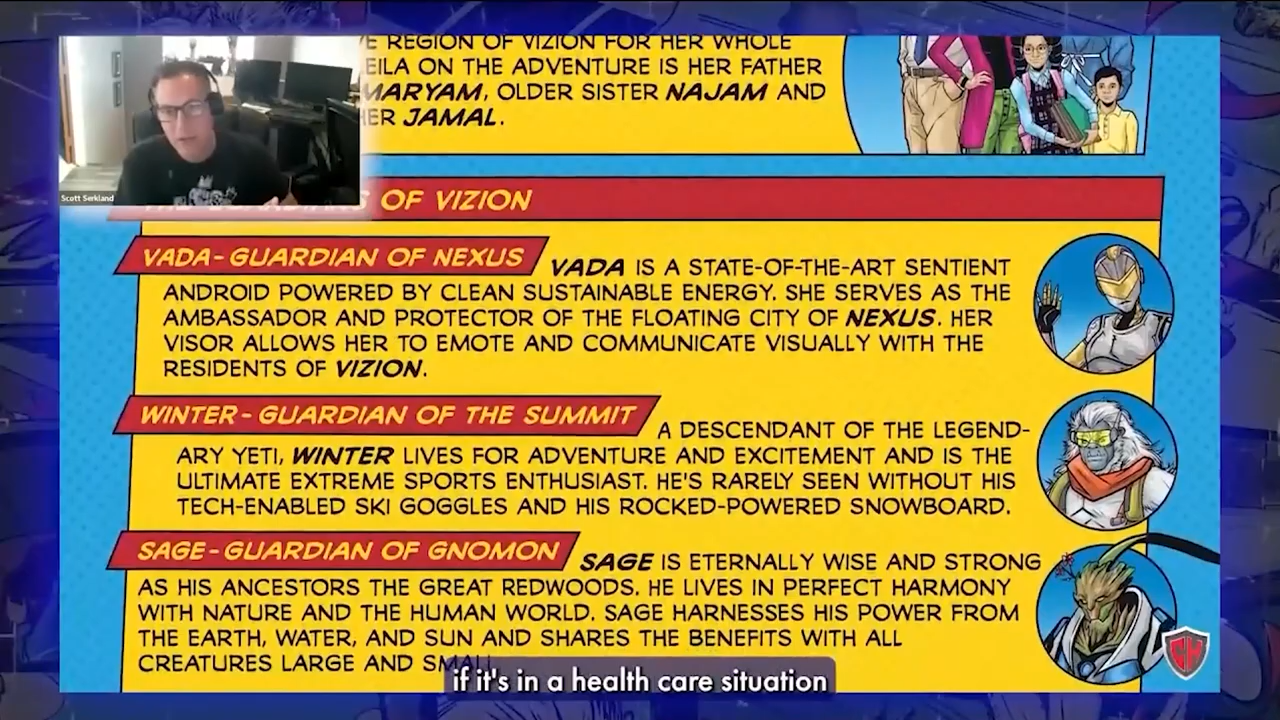 E REGION OF VIZION FOR HER WHOLE
EILA ON THE ADVENTURE IS HER FATHER
MARYAM, OLDER SISTER NAJAM AND
HER JAMAL.
Scott Serkland
OF VIZION
VADA-GUARDIAN OF NEXUS
VADA IS A STATE-OF-THE-ART SENTIENT
ANDROID POWERED BY CLEAN SUSTAINABLE ENERGY. SHE SERVES AS THE
AMBASSADOR AND PROTECTOR OF THE FLOATING CITY OF NEXUS. HER
VISOR ALLOWS HER TO EMOTE AND COMMUNICATE VISUALLY WITH THE
RESIDENTS OF VIZION.
WINTER-GUARDIAN OF THE SUMMIT
A DESCENDANT OF THE LEGEND-
ARY YETI, WINTER LIVES FOR ADVENTURE AND EXCITEMENT AND IS THE
ULTIMATE EXTREME SPORTS ENTHUSIAST. HE'S RARELY SEEN WITHOUT HIS
TECH-ENABLED SKI GOGGLES AND HIS ROCKED-POWERED SNOWBOARD.
SAGE-GUARDIAN OF GNOMON
SAGE IS ETERNALLY WISE AND STRONG
AS HIS ANCESTORS THE GREAT REDWOODS. HE LIVES IN PERFECT HARMONY
WITH NATURE AND THE HUMAN WORLD. SAGE HARNESSES HIS POWER FROM
THE EARTH, WATER, AND SUN AND SHARES THE BENEFITS WITH ALL
CREATURES LARGE AND SMALL
if it's in a health care situation